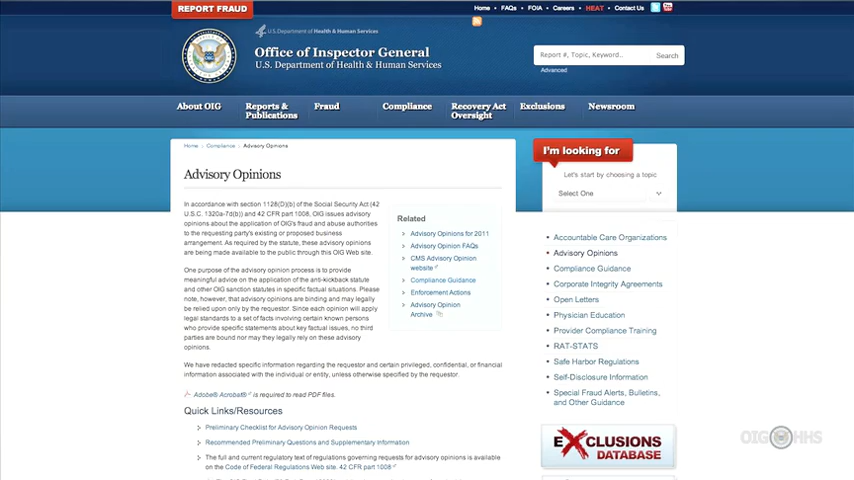 REPORT FRAUD
Home FAQs FOIA Careers HEAT Contact Us
U.S. Department of Health & Human Services
Office of Inspector General
U.S. Department of Health & Human Services
Report #, Topic, Keyword.. Search
Advanced
About OIG Reports & Publications Fraud Compliance Recovery Act Oversight Exclusions Newsroom
Home Compliance Advisory Opinions
Advisory Opinions
In accordance with section 1128(D)(b) of the Social Security Act (42
U.S.C. 1320a-7d(b)) and 42 CFR part 1008, OIG issues advisory
opinions about the application of OIG's fraud and abuse authorities
to the requesting party's existing or proposed business
arrangement. As required by the statute, these advisory opinions
are being made available to the public through this OIG Web site.
One purpose of the advisory opinion process is to provide
meaningful advice on the application of the anti-kickback statute
and other OIG sanction statutes in specific factual situations. Please
note, however, that advisory opinions are binding and may legally
be relied upon only by the requestor. Since each opinion will apply
legal standards to a set of facts involving certain known persons
who provide specific statements about key factual issues, no third
parties are bound nor may they legally rely on these advisory
opinions.
We have redacted specific information regarding the requestor and certain privileged, confidential, or financial
information associated with the individual or entity, unless otherwise specified by the requestor.
Adobe® Acrobat® is required to read PDF files.
Quick Links/Resources
Preliminary Checklist for Advisory Opinion Requests
Recommended Preliminary Questions and Supplementary Information
The full and current regulatory text of regulations governing requests for advisory opinions is available
on the Code of Federal Regulations Web site. 42 CFR part 1008
Related
Advisory Opinions for 2011
Advisory Opinion FAQs
CMS Advisory Opinion
website
Compliance Guidance
Enforcement Actions
Advisory Opinion
Archive
I'm looking for
Let's start by choosing a topic
Select One
Accountable Care Organizations
Advisory Opinions
Compliance Guidance
Corporate Integrity Agreements
Open Letters
Physician Education
Provider Compliance Training
RAT-STATS
Safe Harbor Regulations
Self-Disclosure Information
Special Fraud Alerts, Bulletins,
and Other Guidance
EXCLUSIONS
DATABASE
OIG HHS